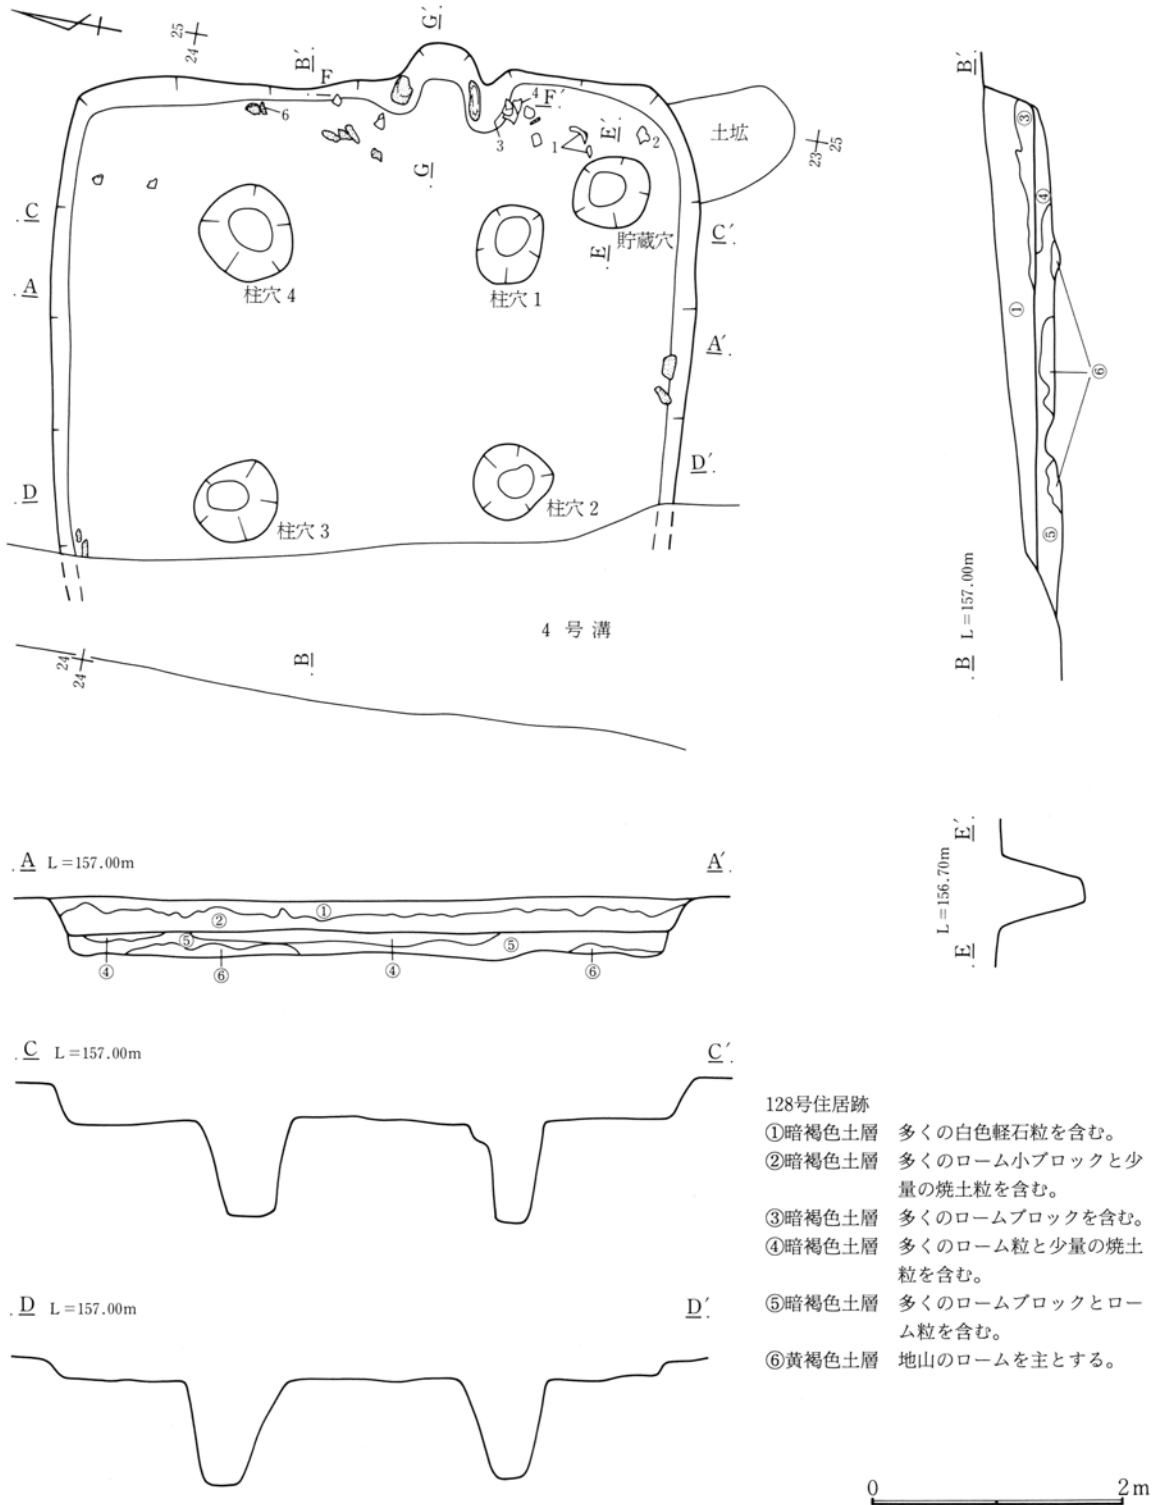 G′.
25
24
B′
F
F′
6
4
3
1
E′
2
土拡
23
25
G
C
E
貯蔵穴
C′.
A
柱穴 4
柱穴 1
A′.
D
D′.
柱穴 3
柱穴 2
4 号 溝
24
24
B
B′.
③
④
①
⑥
⑤
B L=157.00m
A L=157.00m
A′.
①
②
⑤
⑤
④
⑥
④
⑥
E′.
E L=156.70m
C L=157.00m
C′.
D L=157.00m
D′.
128号住居跡
①暗褐色土層 多くの白色軽石粒を含む。
②暗褐色土層 多くのローム小ブロックと少
量の焼土粒を含む。
③暗褐色土層 多くのロームブロックを含む。
④暗褐色土層 多くのローム粒と少量の焼土
粒を含む。
⑤暗褐色土層 多くのロームブロックとロー
ム粒を含む。
⑥黄褐色土層 地山のロームを主とする。
0 2m